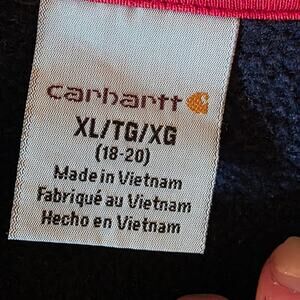 carhartt
XL/TG/XG
(18-20)
Made in Vietnam
Fabriqué au Vietnam
Hecho en Vietnam